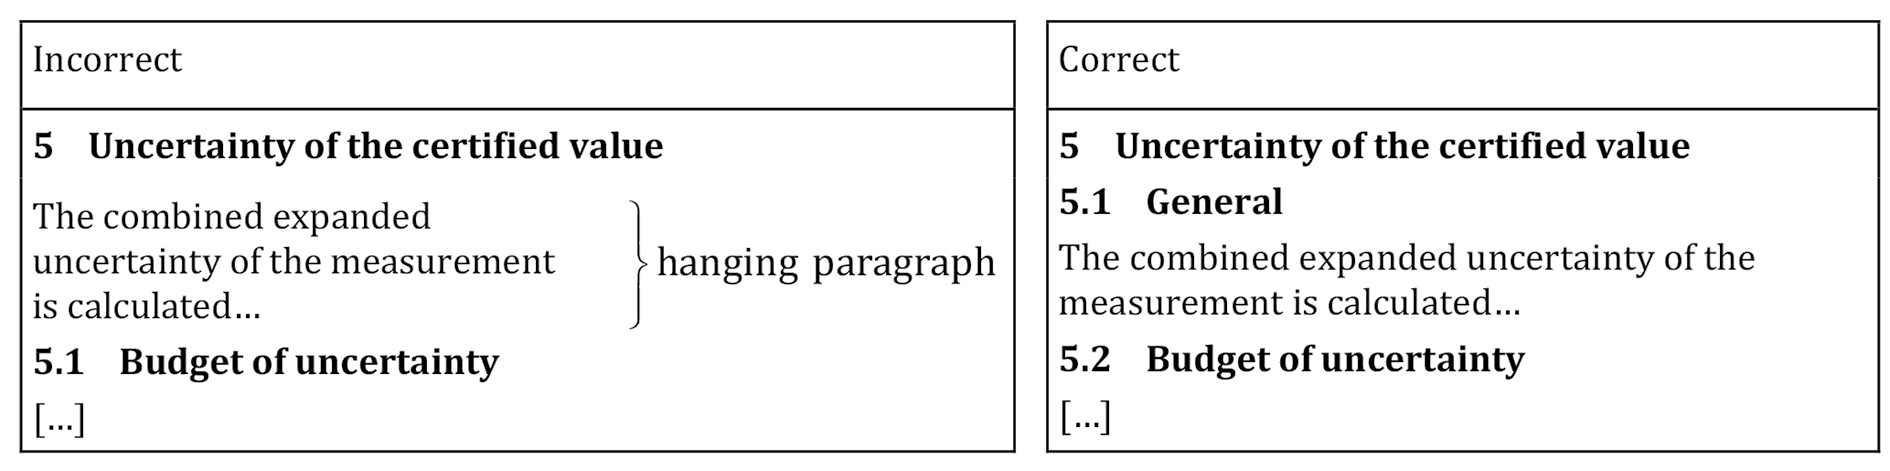 Incorrect
5 Uncertainty of the certified value
The combined expanded
uncertainty of the measurement
is calculated…
hanging paragraph
5.1 Budget of uncertainty
[…]
Correct
5 Uncertainty of the certified value
5.1 General
The combined expanded uncertainty of the
measurement is calculated…
5.2 Budget of uncertainty
[…]